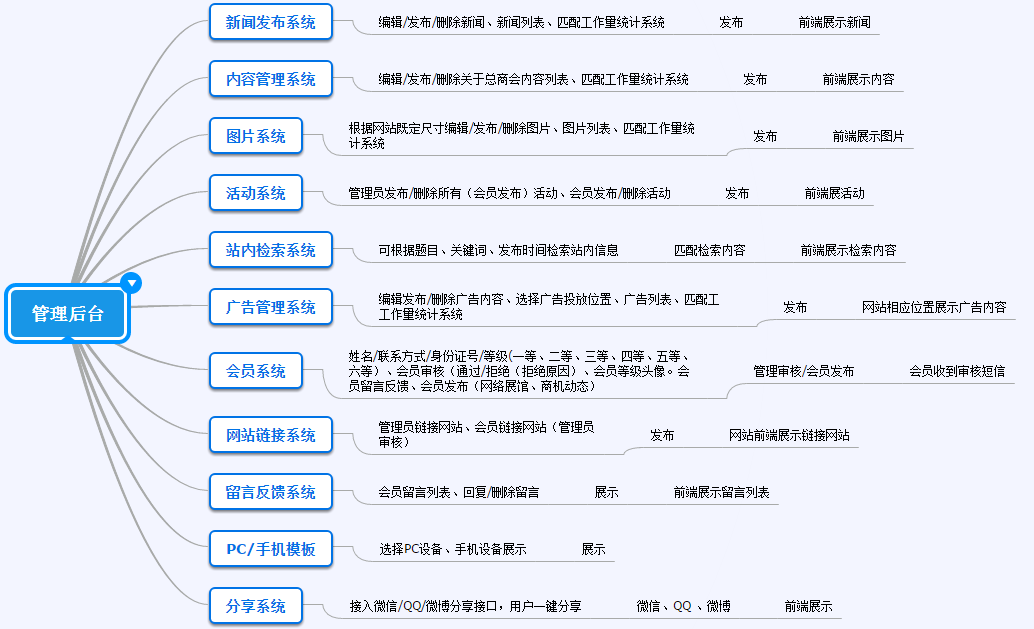 管理后台
新闻发布系统
编辑/发布/删除新闻、新闻列表、匹配工作量统计系统
发布
前端展示新闻
内容管理系统
编辑/发布/删除关于总商会内容列表、匹配工作量统计系统
发布
前端展示内容
图片系统
根据网站既定尺寸编辑/发布/删除图片、图片列表、匹配工作量统
计系统
发布
前端展示图片
活动系统
管理员发布/删除所有（会员发布）活动、会员发布/删除活动
发布
前端展活动
站内检索系统
可根据题目、关键词、发布时间检索站内信息
匹配检索内容
前端展示检索内容
广告管理系统
编辑发布/删除广告内容、选择广告投放位置、广告列表、匹配工
工作量统计系统
发布
网站相应位置展示广告内容
会员系统
姓名/联系方式/身份证号/等级(一等、二等、三等、四等、五等、
六等）、会员审核（通过/拒绝（拒绝原因）、会员等级头像。会
员留言反馈、会员发布（网络展馆、商机动态）
管理审核/会员发布
会员收到审核短信
网站链接系统
管理员链接网站、会员链接网站（管理员
审核）
发布
网站前端展示链接网站
留言反馈系统
会员留言列表、回复/删除留言
展示
前端展示留言列表
PC/手机模板
选择PC设备、手机设备展示
展示
分享系统
接入微信/QQ/微博分享接口，用户一键分享
微信、QQ 、微博
前端展示